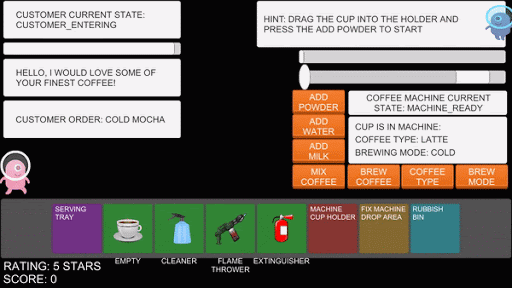 CUSTOMER CURRENT STATE:
CUSTOMER_ENTERING
HELLO, I WOULD LOVE SOME OF
YOUR FINEST COFFEE!
CUSTOMER ORDER: COLD MOCHA
HINT: DRAG THE CUP INTO THE HOLDER AND
PRESS THE ADD POWDER TO START
ADD
POWDER
ADD
WATER
ADD
MILK
MIX
COFFEE
BREW
COFFEE
COFFEE
TYPE
BREW
MODE
COFFEE MACHINE CURRENT
STATE: MACHINE_READY
CUP IS IN MACHINE:
COFFEE TYPE: LATTE
BREWING MODE: COLD
SERVING
TRAY
EMPTY
CLEANER
FLAME
THROWER
EXTINGUISHER
MACHINE
CUP HOLDER
FIX MACHINE
DROP AREA
RUBBISH
BIN
RATING: 5 STARS
SCORE: 0